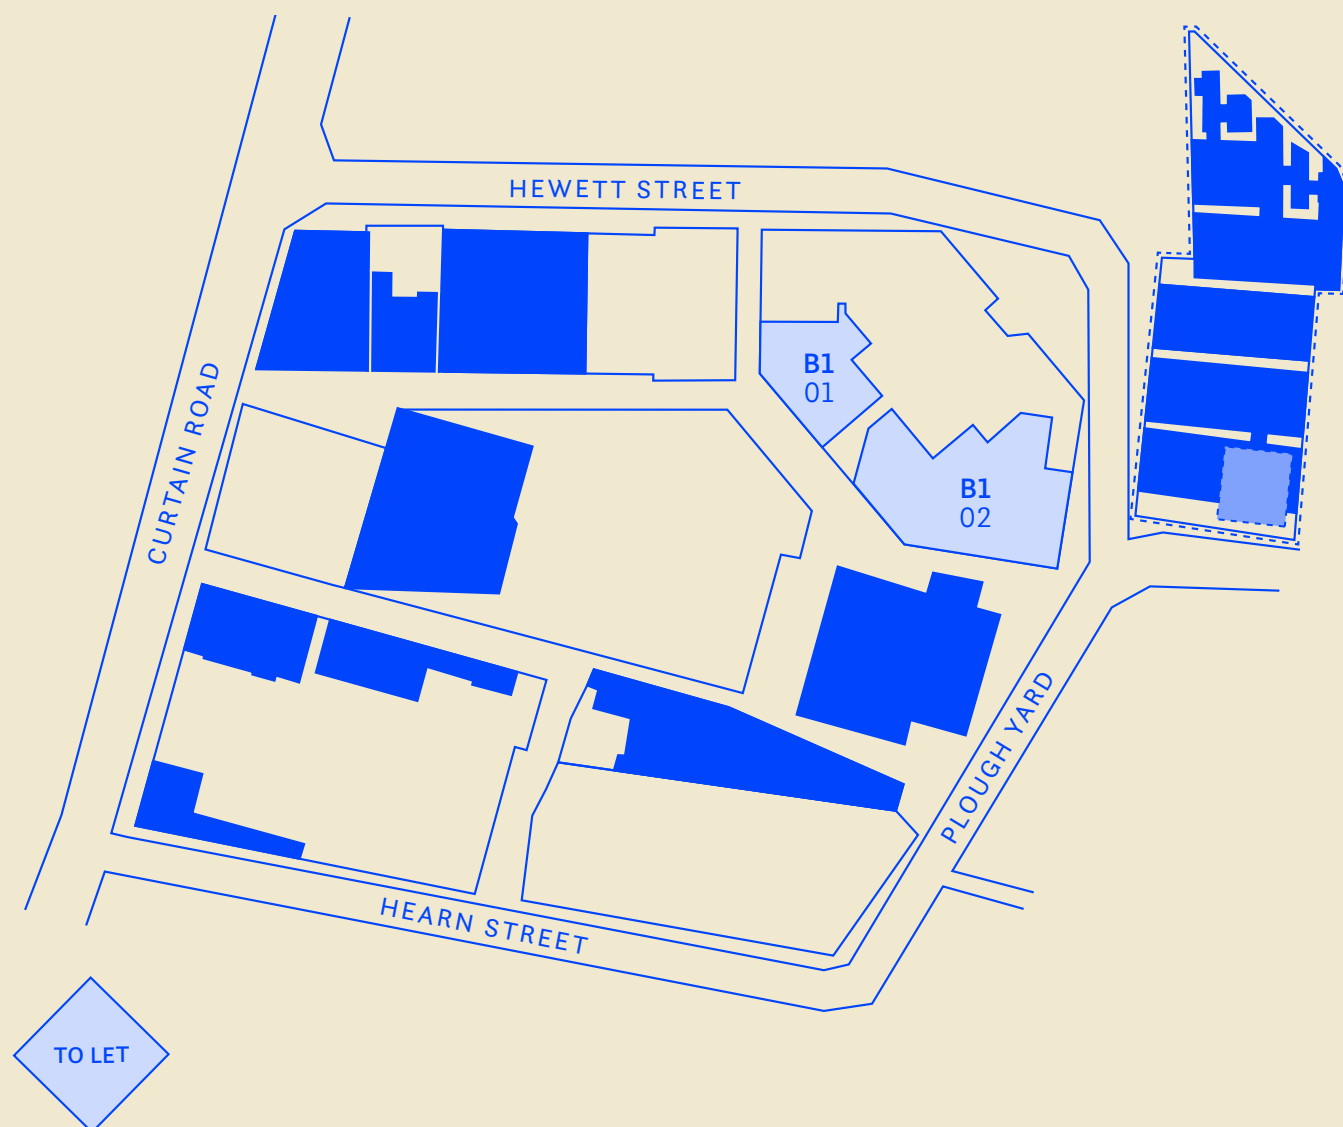 HEWETT STREET
B1
01
CURTAIN ROAD
B1
02
PLOUGH YARD
HEARN STREET
TO LET